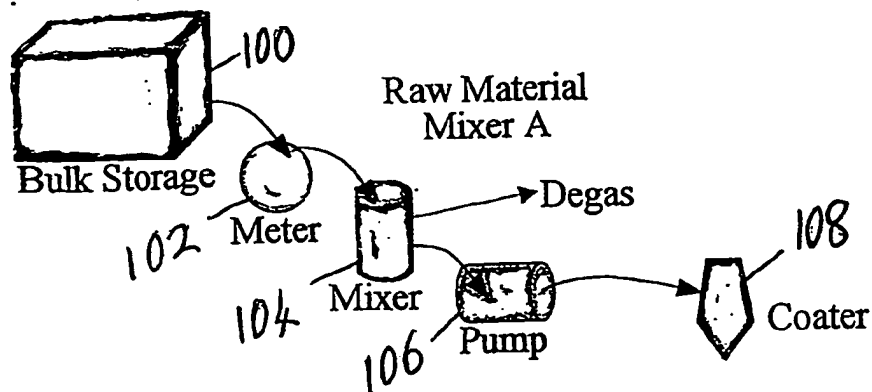 100
Raw Material
Mixer A
Bulk Storage
Degas
102
Meter
108
104
Mixer
106
Pump
Coater